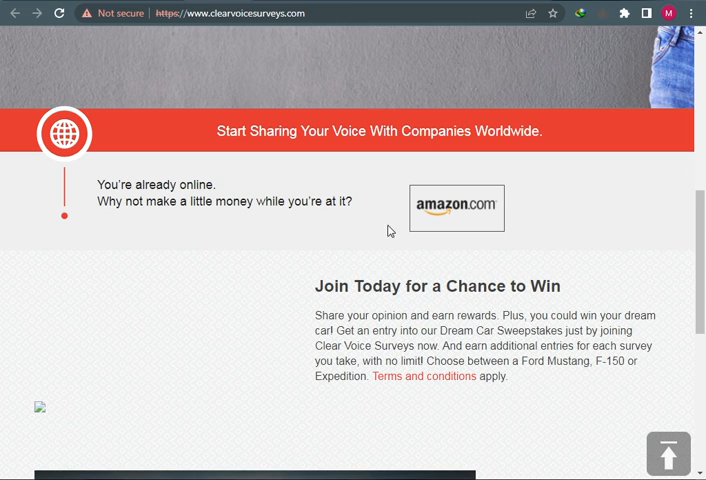 Not secure
https://www.clearvoicesurveys.com
M
Start Sharing Your Voice With Companies Worldwide.
You're already online.
Why not make a little money while you're at it?
amazon.com
Join Today for a Chance to Win
Share your opinion and earn rewards. Plus, you could win your dream
car! Get an entry into our Dream Car Sweepstakes just by joining
Clear Voice Surveys now. And earn additional entries for each survey
you take, with no limit! Choose between a Ford Mustang, F-150 or
Expedition. Terms and conditions apply.